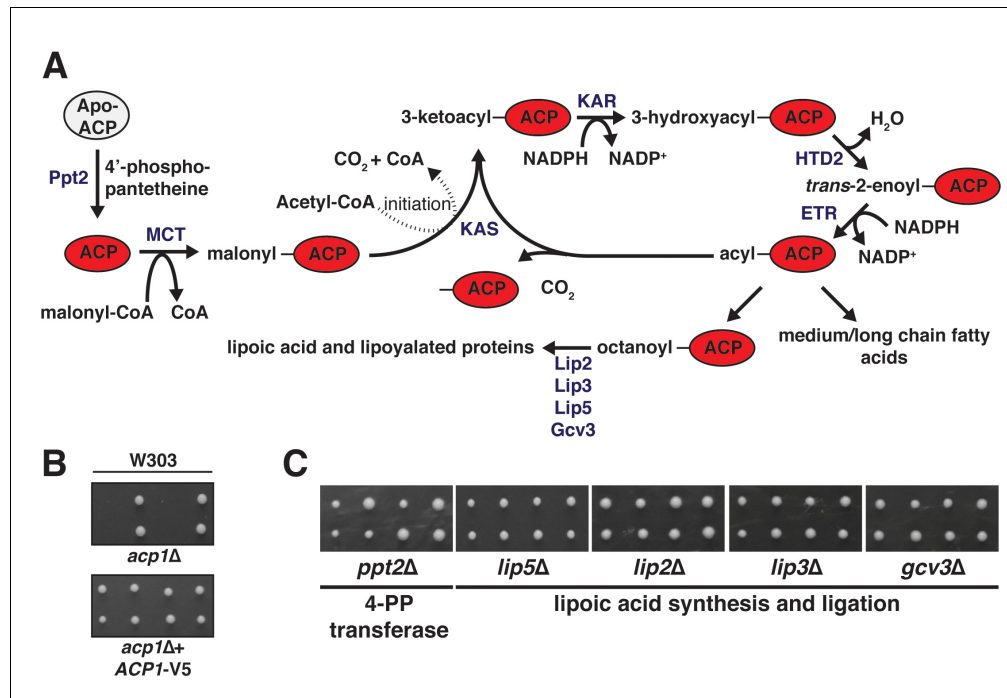 A
Apo-
ACP
Ppt2
4'-phospho-
pantetheine
ACP
MCT
malonyl-CoA
CoA
malonyl
ACP
CO2 + CoA
Acetyl-CoA
initiation
KAS
3-ketoacyl
ACP
KAR
NADPH
NADP+
3-hydroxyacyl
ACP
H2O
HTD2
trans-2-enoyl
ACP
ETR
NADPH
NADP+
acyl
ACP
ACP
CO2
medium/long chain fatty
acids
octanoyl
ACP
lipoic acid and lipoyalated proteins
Lip2
Lip3
Lip5
Gcv3
B
W303
acp1Δ
acp1Δ+
ACP1-V5
C
ppt2Δ
lip5Δ
lip2Δ
lip3Δ
gcv3Δ
4-PP
transferase
lipoic acid synthesis and ligation